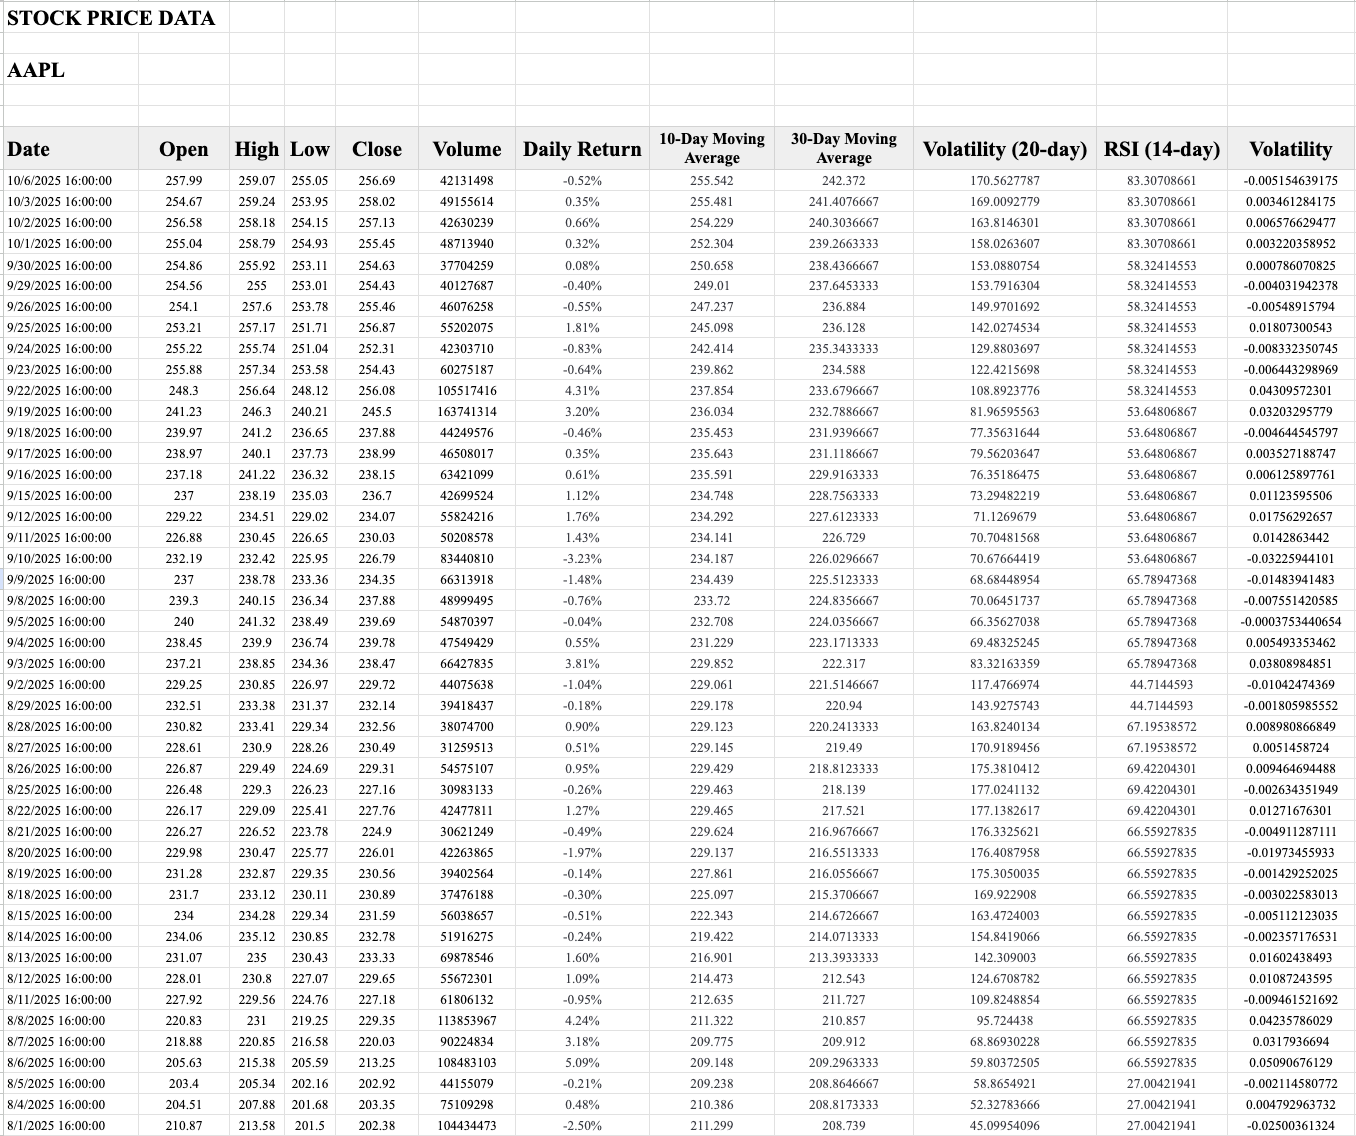 STOCK PRICE DATA
AAPL
Date Open High Low Close Volume Daily Return 10-Day Moving Average 30-Day Moving Average Volatility (20-day) RSI (14-day) Volatility
10/6/2025 16:00:00 257.99 259.07 255.05 256.69 42131498 -0.52% 255.542 242.372 170.5627787 83.30708661 -0.005154639175
10/3/2025 16:00:00 254.67 259.24 253.95 258.02 49155614 0.35% 255.481 241.4076667 169.0092779 83.30708661 0.003461284175
10/2/2025 16:00:00 256.58 258.18 254.15 257.13 42630239 0.66% 254.229 240.3036667 163.8146301 83.30708661 0.006576629477
10/1/2025 16:00:00 255.04 258.79 254.93 255.45 48713940 0.32% 252.304 239.2663333 158.0263607 83.30708661 0.003220358952
9/30/2025 16:00:00 254.86 255.92 253.11 254.63 37704259 0.08% 250.658 238.4366667 153.0880754 58.32414553 0.000786070825
9/29/2025 16:00:00 254.56 255 253.01 254.43 40127687 -0.40% 249.01 237.6453333 153.7916304 58.32414553 -0.004031942378
9/26/2025 16:00:00 254.1 257.6 253.78 255.46 46076258 -0.55% 247.237 236.884 149.9701692 58.32414553 -0.00548915794
9/25/2025 16:00:00 253.21 257.17 251.71 256.87 55202075 1.81% 245.098 236.128 142.0274534 58.32414553 0.01807300543
9/24/2025 16:00:00 255.22 255.74 251.04 252.31 42303710 -0.83% 242.414 235.3433333 129.8803697 58.32414553 -0.008332350745
9/23/2025 16:00:00 255.88 257.34 253.58 254.43 60275187 -0.64% 239.862 234.588 122.4215698 58.32414553 -0.006443298969
9/22/2025 16:00:00 248.3 256.64 248.12 256.08 105517416 4.31% 237.854 233.6796667 108.8923776 58.32414553 0.04309572301
9/19/2025 16:00:00 241.23 246.3 240.21 245.5 163741314 3.20% 236.034 232.7886667 81.96595563 53.64806867 0.03203295779
9/18/2025 16:00:00 239.97 241.2 236.65 237.88 44249576 -0.46% 235.453 231.9396667 77.35631644 53.64806867 -0.004644545797
9/17/2025 16:00:00 238.97 240.1 237.73 238.99 46508017 0.35% 235.643 231.1186667 79.56203647 53.64806867 0.003527188747
9/16/2025 16:00:00 237.18 241.22 236.32 238.15 63421099 0.61% 235.591 229.9163333 76.35186475 53.64806867 0.006125897761
9/15/2025 16:00:00 237 238.19 235.03 236.7 42699524 1.12% 234.748 228.7563333 73.29482219 53.64806867 0.01123595506
9/12/2025 16:00:00 229.22 234.51 229.02 234.07 55824216 1.76% 234.292 227.6123333 71.1269679 53.64806867 0.01756292657
9/11/2025 16:00:00 226.88 230.45 226.65 230.03 50208578 1.43% 234.141 226.729 70.70481568 53.64806867 0.0142863442
9/10/2025 16:00:00 232.19 232.42 225.95 226.79 83440810 -3.23% 234.187 226.0296667 70.67664419 53.64806867 -0.03225944101
9/9/2025 16:00:00 237 238.78 233.36 234.35 66313918 -1.48% 234.439 225.5123333 68.68448954 65.78947368 -0.01483941483
9/8/2025 16:00:00 239.3 240.15 236.34 237.88 48999495 -0.76% 233.72 224.8356667 70.06451737 65.78947368 -0.007551420585
9/5/2025 16:00:00 240 241.32 238.49 239.69 54870397 -0.04% 232.708 224.0356667 66.35627038 65.78947368 -0.0003753440654
9/4/2025 16:00:00 238.45 239.9 236.74 239.78 47549429 0.55% 231.229 223.1713333 69.48325245 65.78947368 0.005493353462
9/3/2025 16:00:00 237.21 238.85 234.36 238.47 66427835 3.81% 229.852 222.317 83.32163359 65.78947368 0.03808984851
9/2/2025 16:00:00 229.25 230.85 226.97 229.72 44075638 -1.04% 229.061 221.5146667 117.4766974 44.7144593 -0.01042474369
8/29/2025 16:00:00 232.51 233.38 231.37 232.14 39418437 -0.18% 229.178 220.94 143.9275743 44.7144593 -0.001805985552
8/28/2025 16:00:00 230.82 233.41 229.34 232.56 38074700 0.90% 229.123 220.2413333 163.8240134 67.19538572 0.008980866849
8/27/2025 16:00:00 228.61 230.9 228.26 230.49 31259513 0.51% 229.145 219.49 170.9189456 67.19538572 0.0051458724
8/26/2025 16:00:00 226.87 229.49 224.69 229.31 54575107 0.95% 229.429 218.8123333 175.3810412 69.42204301 0.009464694488
8/25/2025 16:00:00 226.48 229.3 226.23 227.16 30983133 -0.26% 229.463 218.139 177.0241132 69.42204301 -0.002634351949
8/22/2025 16:00:00 226.17 229.09 225.41 227.76 42477811 1.27% 229.465 217.521 177.1382617 69.42204301 0.01271676301
8/21/2025 16:00:00 226.27 226.52 223.78 224.9 30621249 -0.49% 229.624 216.9676667 176.3325621 66.55927835 -0.004911287111
8/20/2025 16:00:00 229.98 230.47 225.77 226.01 42263865 -1.97% 229.137 216.5513333 176.4087958 66.55927835 -0.01973455933
8/19/2025 16:00:00 231.28 232.87 229.35 230.56 39402564 -0.14% 227.861 216.0556667 175.3050035 66.55927835 -0.001429252025
8/18/2025 16:00:00 231.7 233.12 230.11 230.89 37476188 -0.30% 225.097 215.3706667 169.922908 66.55927835 -0.003022583013
8/15/2025 16:00:00 234 234.28 229.34 231.59 56038657 -0.51% 222.343 214.6726667 163.4724003 66.55927835 -0.005112123035
8/14/2025 16:00:00 234.06 235.12 230.85 232.78 51916275 -0.24% 219.422 214.0713333 154.8419066 66.55927835 -0.002357176531
8/13/2025 16:00:00 231.07 235 230.43 233.33 69878546 1.60% 216.901 213.3933333 142.309003 66.55927835 0.01602438493
8/12/2025 16:00:00 228.01 230.8 227.07 229.65 55672301 1.09% 214.473 212.543 124.6708782 66.55927835 0.01087243595
8/11/2025 16:00:00 227.92 229.56 224.76 227.18 61806132 -0.95% 212.635 211.727 109.8248854 66.55927835 -0.009461521692
8/8/2025 16:00:00 220.83 231 219.25 229.35 113853967 4.24% 211.322 210.857 95.724438 66.55927835 0.04235786029
8/7/2025 16:00:00 218.88 220.85 216.58 220.03 90224834 3.18% 209.775 209.912 68.86930228 66.55927835 0.0317936694
8/6/2025 16:00:00 205.63 215.38 205.59 213.25 108483103 5.09% 209.148 209.2963333 59.80372505 66.55927835 0.05090676129
8/5/2025 16:00:00 203.4 205.34 202.16 202.92 44155079 -0.21% 209.238 208.8646667 58.8654921 27.00421941 -0.002114580772
8/4/2025 16:00:00 204.51 207.88 201.68 203.35 75109298 0.48% 210.386 208.8173333 52.32783666 27.00421941 0.004792963732
8/1/2025 16:00:00 210.87 213.58 201.5 202.38 104434473 -2.50% 211.299 208.739 45.09954096 27.00421941 -0.02500361324